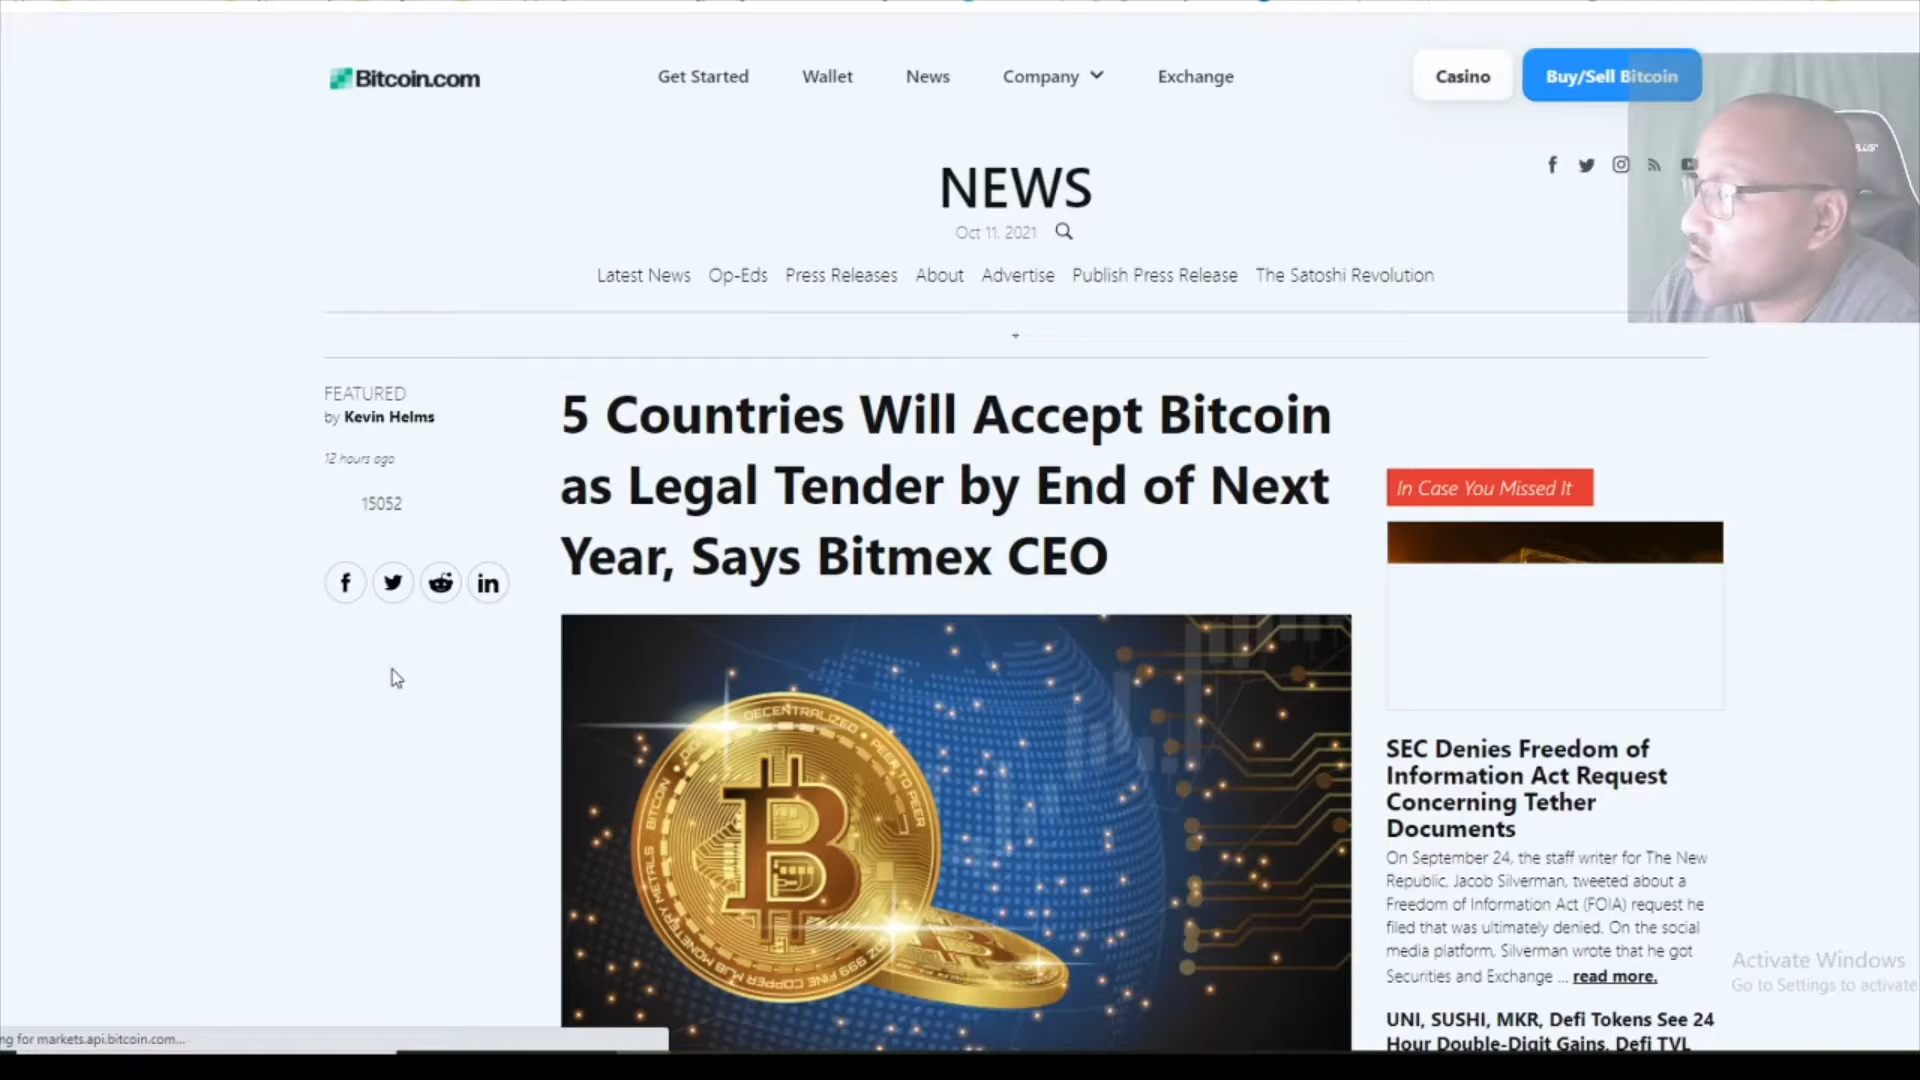 Bitcoin.com
Get Started Wallet News Company Exchange
Casino Buy/Sell Bitcoin
NEWS
Oct 11, 2021
Latest News Op-Eds Press Releases About Advertise Publish Press Release The Satoshi Revolution
FEATURED
by Kevin Helms
12 hours ago
15052
5 Countries Will Accept Bitcoin
as Legal Tender by End of Next
Year, Says Bitmex CEO
DECENTRALIZED • PEER TO PEER
BITCOIN
In Case You Missed It
SEC Denies Freedom of
Information Act Request
Concerning Tether
Documents
On September 24, the staff writer for The New
Republic, Jacob Silverman, tweeted about a
Freedom of Information Act (FOIA) request he
filed that was ultimately denied. On the social
media platform, Silverman wrote that he got
Securities and Exchange ... read more.
UNI, SUSHI, MKR, Defi Tokens See 24
Hour Double-Digit Gains, Defi TVL
Activate Windows
Go to Settings to activate
ng for markets.api.bitcoin.com...